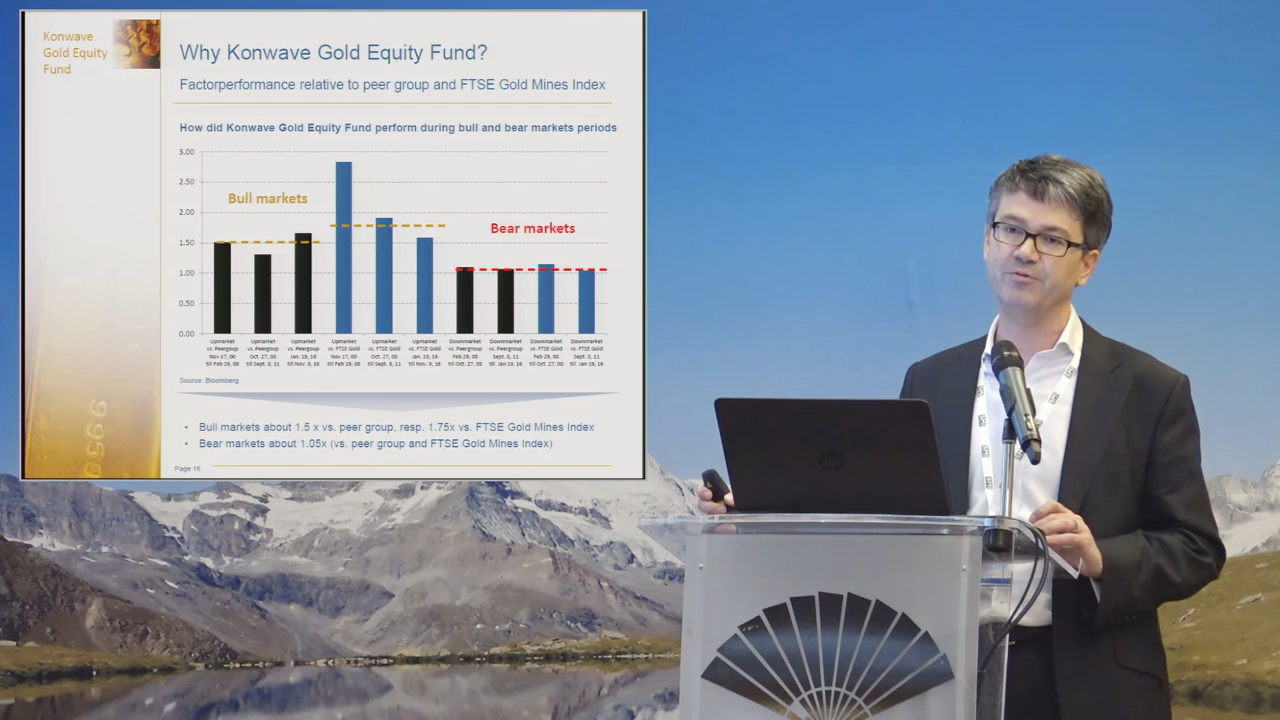 Konwave
Gold Equity
Fund
Why Konwave Gold Equity Fund?
Factorperformance relative to peer group and FTSE Gold Mines Index
How did Konwave Gold Equity Fund perform during bull and bear markets periods
3.00
2.50
2.00
1.50
1.00
0.50
0.00
Bull markets
Bear markets
Upmarket
vs. Peergroup
Nov 17, 00
till Feb 29, 08
Upmarket
vs. Peergroup
Oct. 27, 08
till Sept. 8, 11
Upmarket
vs. Peergroup
Jan. 19, 16
till Nov. 9, 16
Upmarket
vs. FTSE Gold
Nov 17, 00
till Feb 29, 08
Upmarket
vs. FTSE Gold
Oct. 27, 08
till Sept. 8, 11
Upmarket
vs. FTSE Gold
Jan. 19, 16
till Nov. 9, 16
Downmarket
vs. Peergroup
Feb 29, 08
till Oct. 27, 08
Downmarket
vs. Peergroup
Sept. 8, 11
till Jan 19, 16
Downmarket
vs. FTSE Gold
Feb 29, 08
till Oct. 27, 08
Downmarket
vs. FTSE Gold
Sept. 8, 11
till Jan 19, 16
Source: Bloomberg
• Bull markets about 1.5 x vs. peer group, resp. 1.75x vs. FTSE Gold Mines Index
• Bear markets about 1.05x (vs. peer group and FTSE Gold Mines Index)
Page 16
hp